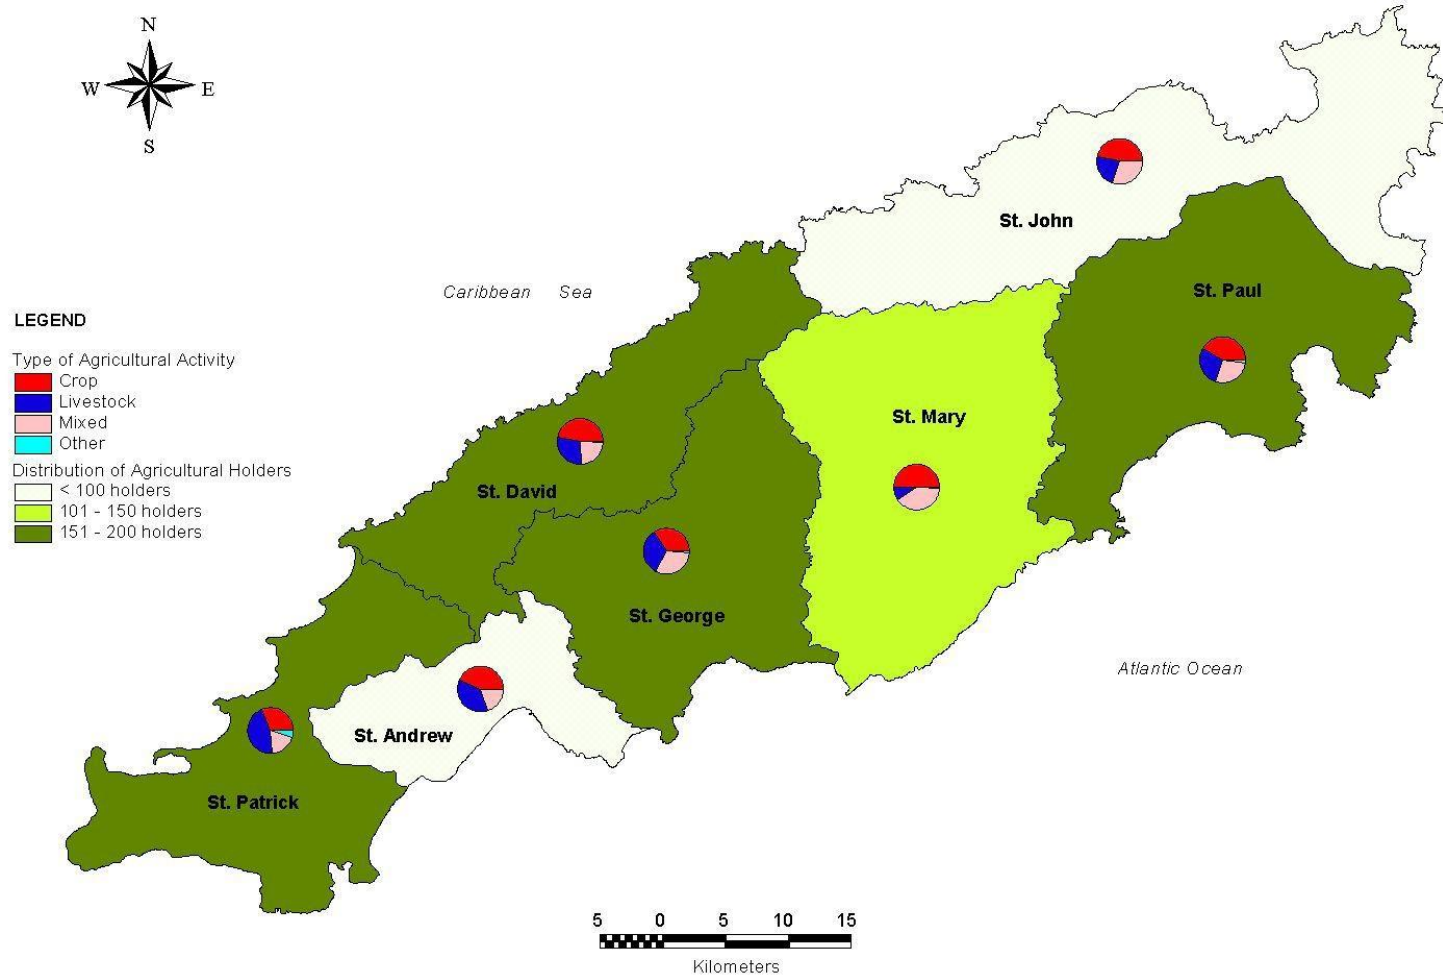 N
W E
S
St. John
Caribbean Sea
St. Paul
LEGEND
Type of Agricultural Activity
Crop
Livestock
Mixed
Other
Distribution of Agricultural Holders
< 100 holders
101 - 150 holders
151 - 200 holders
St. Mary
St. David
St. George
Atlantic Ocean
St. Andrew
St. Patrick
5 0 5 10 15
Kilometers